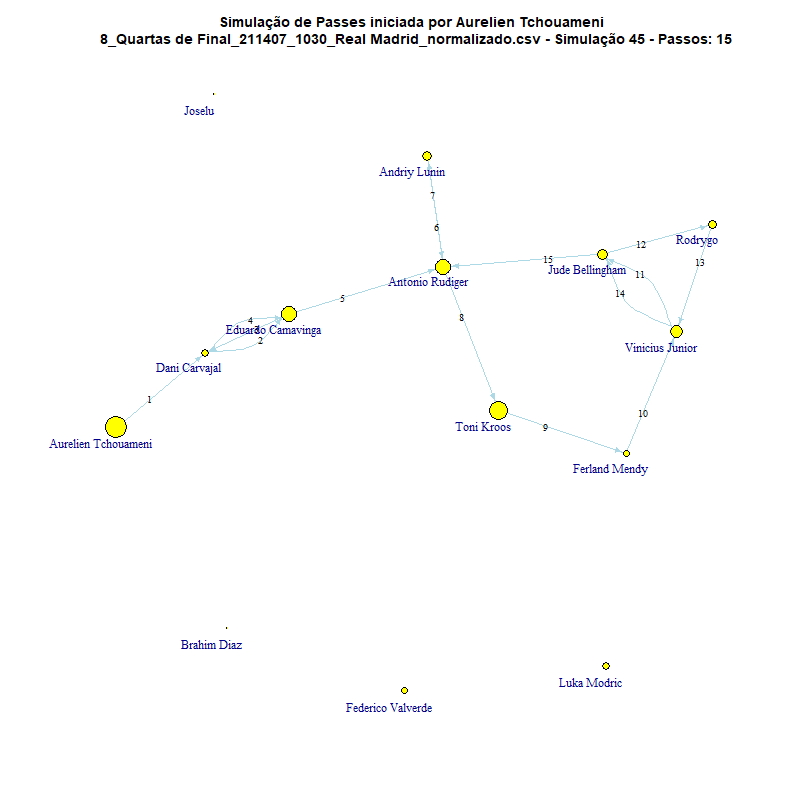 Simulação de Passes iniciada por Aurelien Tchouameni
8_Quartas de Final_211407_1030_Real Madrid_normalizado.csv - Simulação 45 - Passos: 15
Joselu
Andriy Lunin
7
6
12
Rodrygo
15
Jude Bellingham
13
11
Antonio Rudiger
14
5
8
4
Eduardo Camavinga
2
Vinicius Junior
Dani Carvajal
1
10
Toni Kroos
9
Aurelien Tchouameni
Ferland Mendy
Brahim Diaz
Luka Modric
Federico Valverde